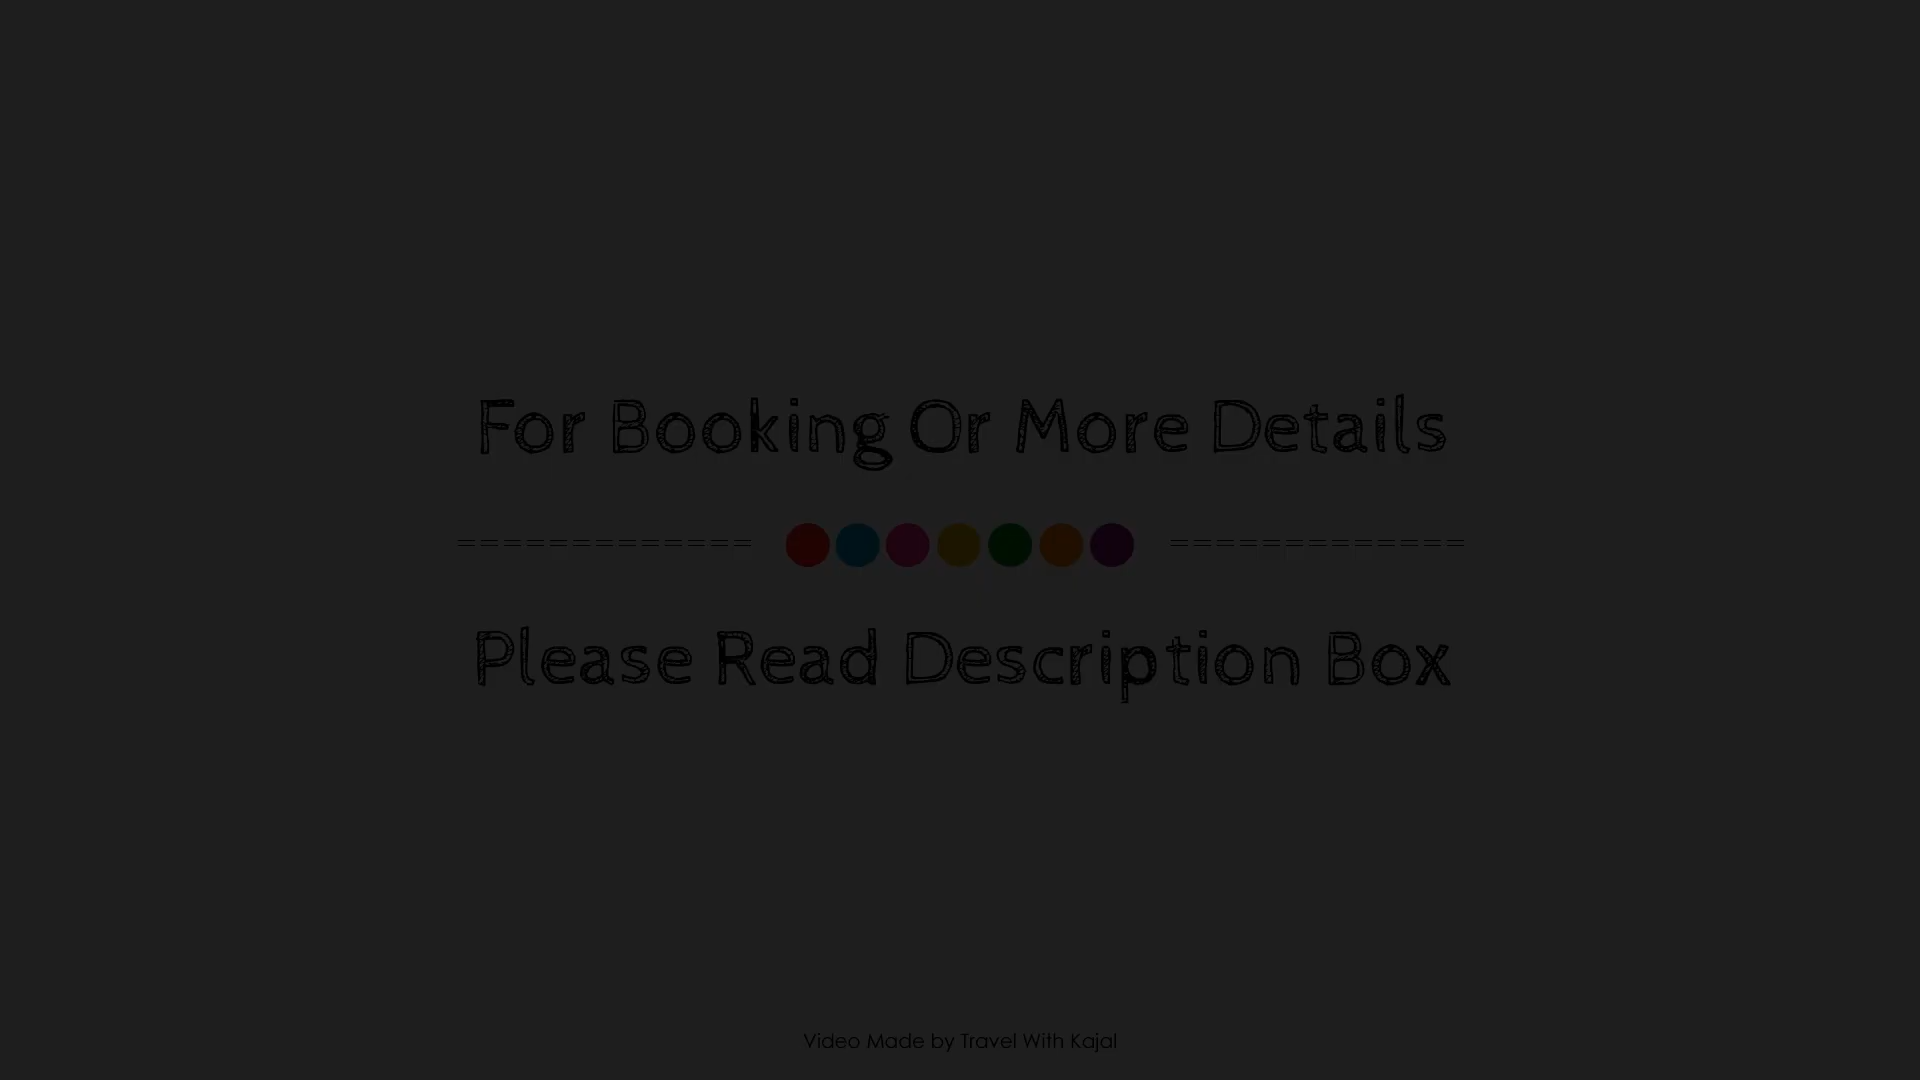 For Booking Or More Details
============= =============
Please Read Description Box
Video Made by Travel With Kajal